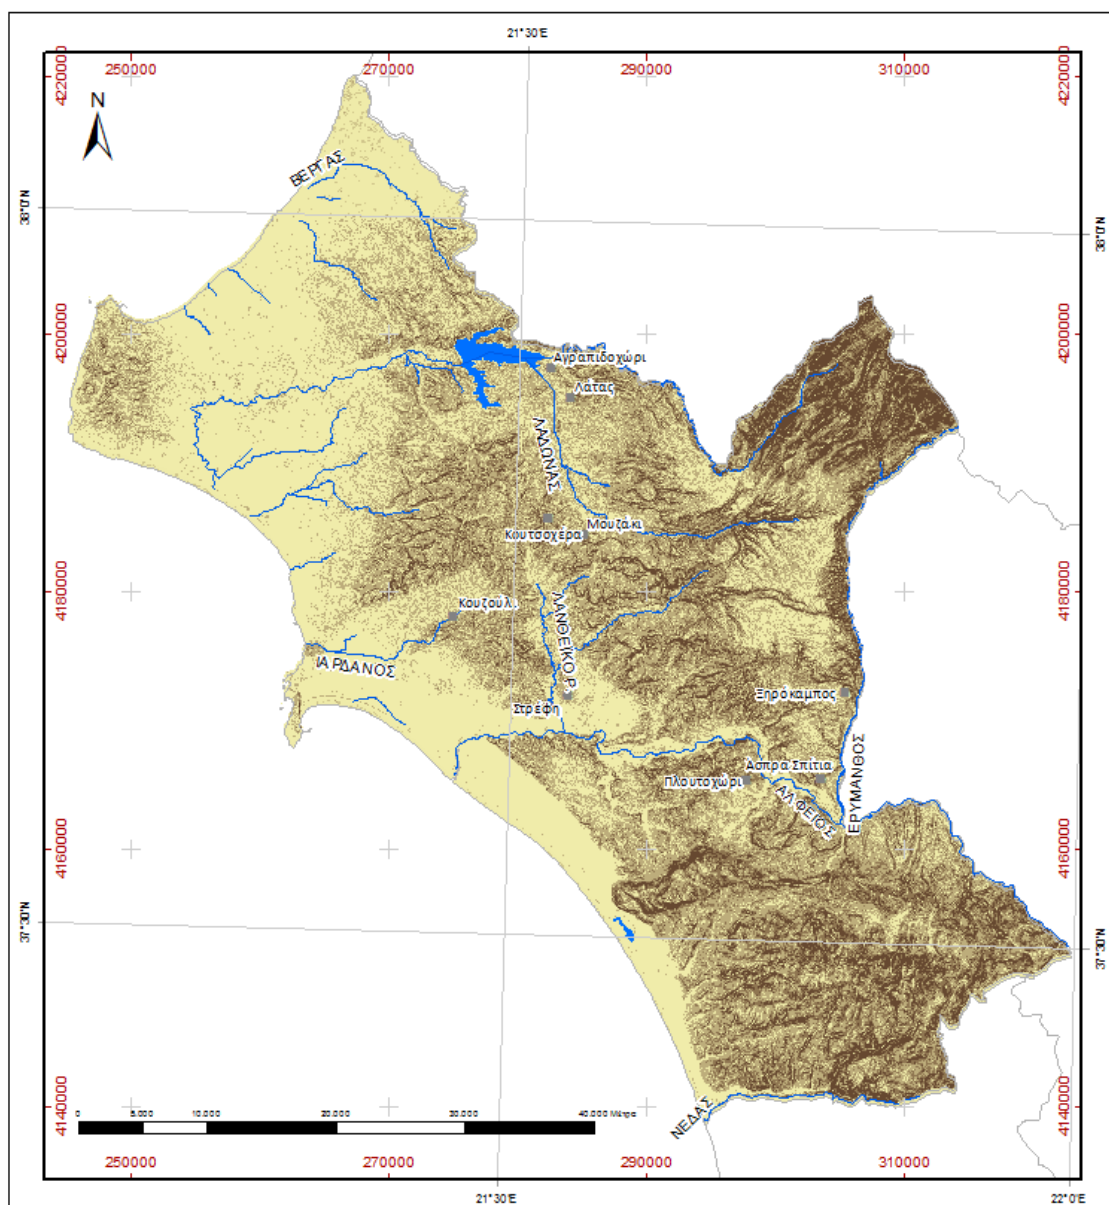 21°30'E
250000 270000 290000 310000
4220000 4220000
N
ΒΕΡΓΑΣ
38°0'N 38°0'N
4200000 4200000
Αγραπιδοχώρι
Λάτας
ΛΑΔΩΝΑΣ
Μουζάκι
Κουτσοχέρα
4180000 4180000
Κουζούλ.
ΛΑΝΘΕΪΚΟ Ρ.
ΙΑΡΔΑΝΟΣ
Ξηρόκαμπος
Στρέφη
Άσπρα Σπίτια
Πλουτοχώρι
ΑΛΦΕΙΟΣ
ΕΡΥΜΑΝΘΟΣ
4160000 4160000
37°30'N 37°30'N
4140000 4140000
0 5.000 10.000 20.000 30.000 40.000 Μέτρα
ΝΕΔΑΣ
250000 270000 290000 310000
21°30'E 22°0'E